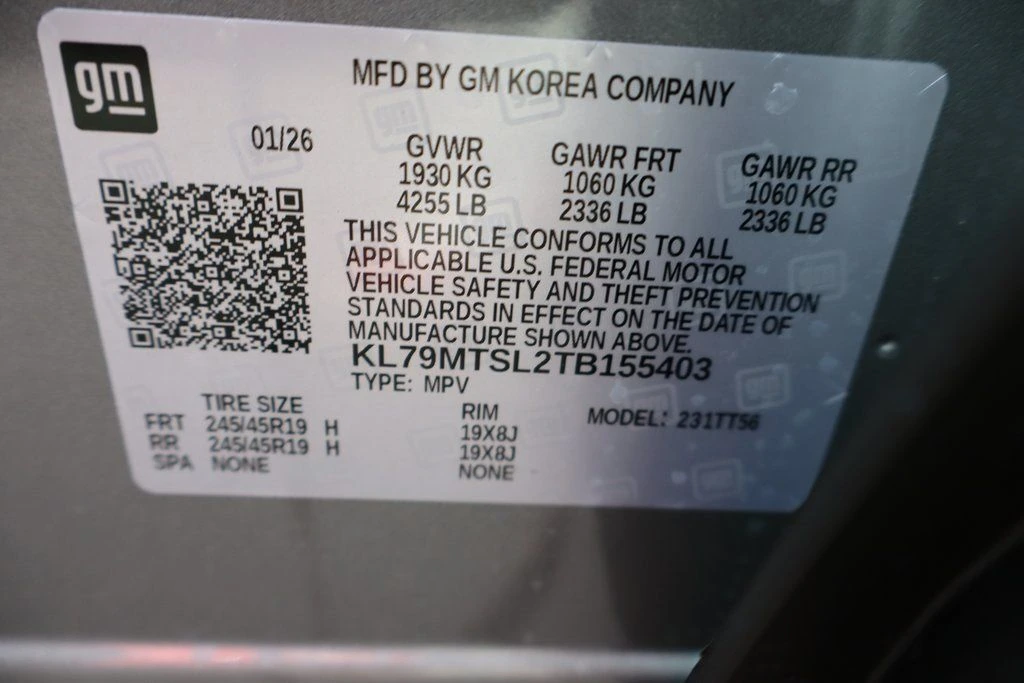 gm
MFD BY GM KOREA COMPANY
01/26
GVWR GAWR FRT GAWR RR
1930 KG 1060 KG 1060 KG
4255 LB 2336 LB 2336 LB
THIS VEHICLE CONFORMS TO ALL
APPLICABLE U.S. FEDERAL MOTOR
VEHICLE SAFETY AND THEFT PREVENTION
STANDARDS IN EFFECT ON THE DATE OF
MANUFACTURE SHOWN ABOVE.
KL79MTSL2TB155403
TYPE: MPV
TIRE SIZE RIM MODEL: 231TT56
FRT 245/45R19 H 19X8J
RR 245/45R19 H 19X8J
SPA NONE NONE